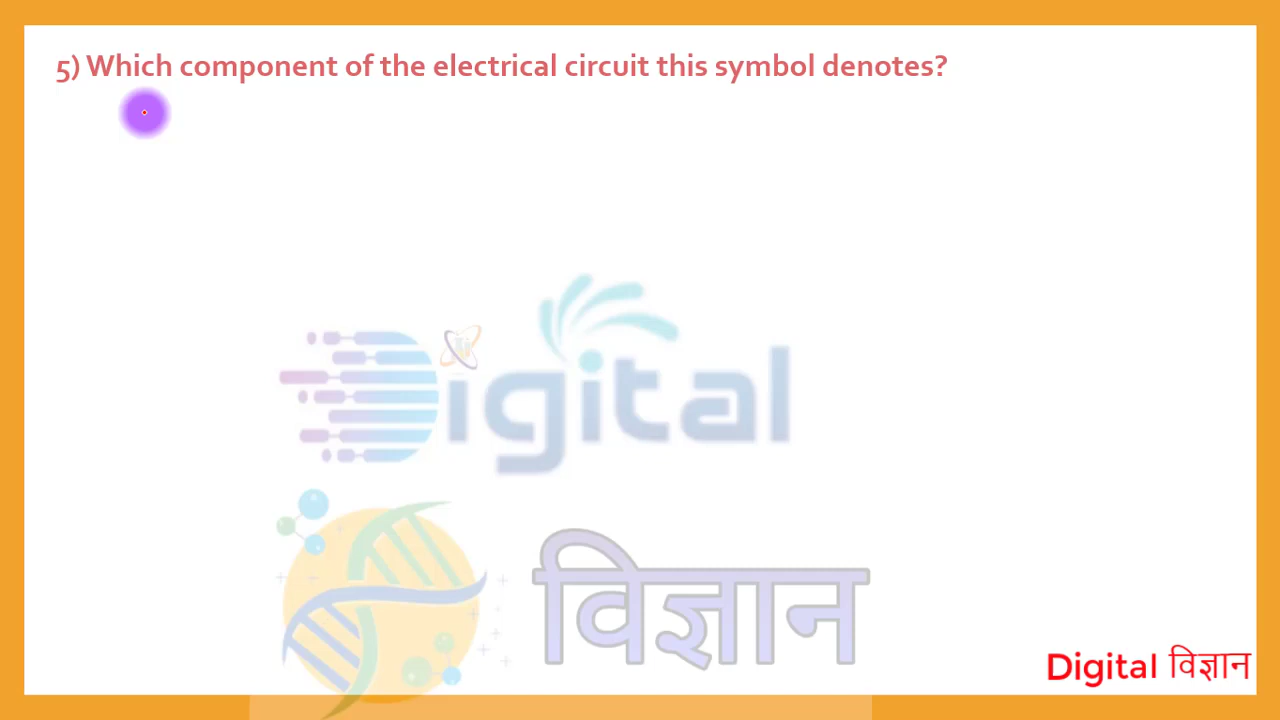 5) Which component of the electrical circuit this symbol denotes?
Digital
विज्ञान
Digital विज्ञान